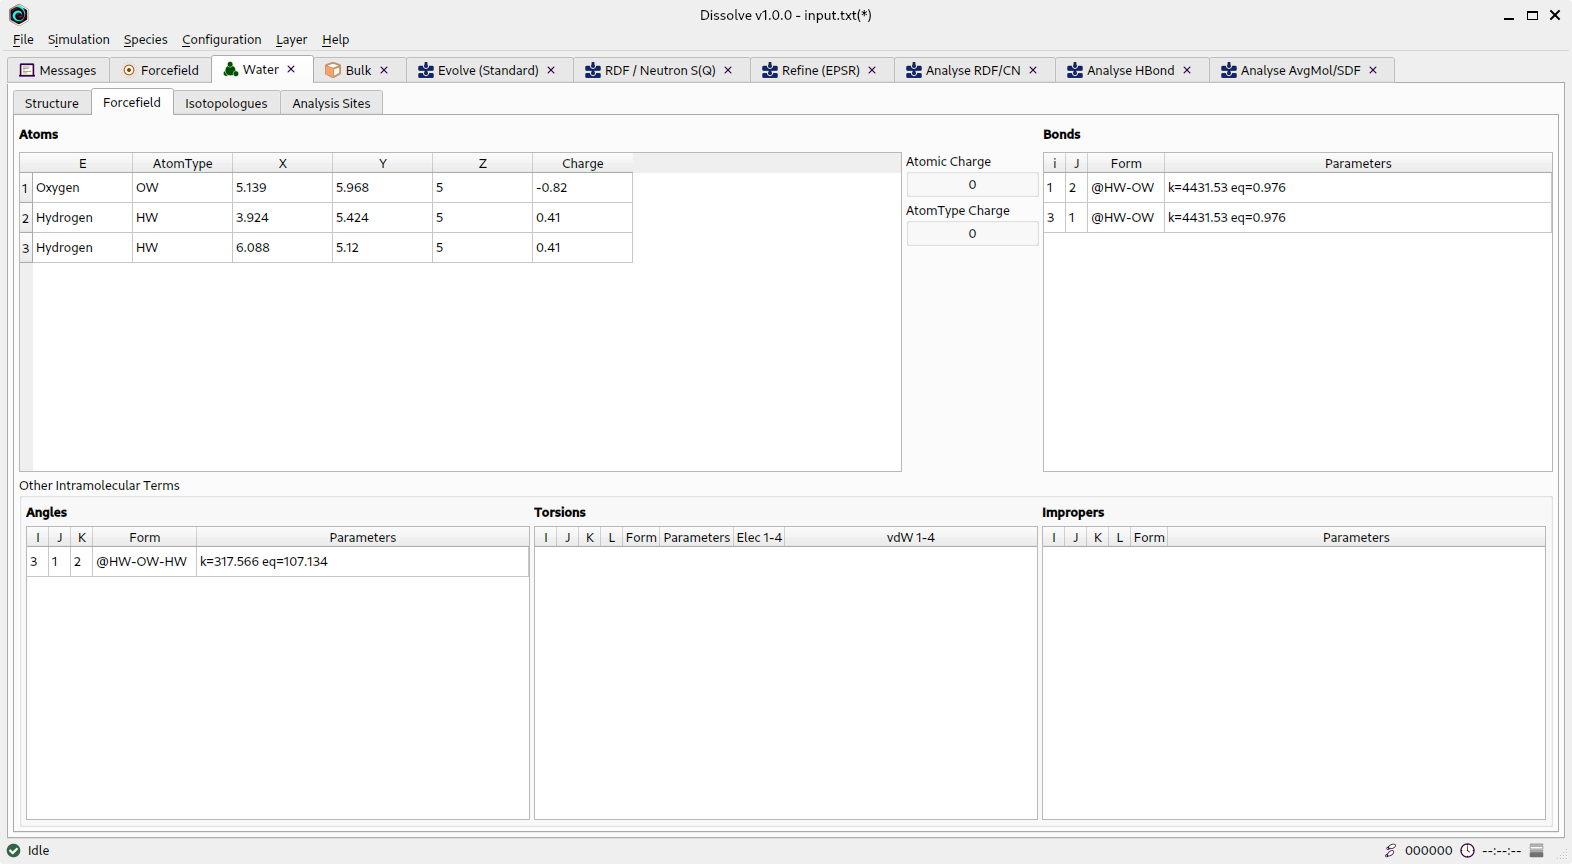 Dissolve v1.0.0 - input.txt(*)
File Simulation Species Configuration Layer Help
Messages Forcefield Water Bulk Evolve (Standard) RDF / Neutron S(Q) Refine (EPSR) Analyse RDF/CN Analyse HBond Analyse AvgMol/SDF
Structure Forcefield Isotopologues Analysis Sites
Atoms
E AtomType X Y Z Charge
1 Oxygen OW 5.139 5.968 5 -0.82
2 Hydrogen HW 3.924 5.424 5 0.41
3 Hydrogen HW 6.088 5.12 5 0.41
Atomic Charge
0
AtomType Charge
0
Bonds
i J Form Parameters
1 2 @HW-OW k=4431.53 eq=0.976
3 1 @HW-OW k=4431.53 eq=0.976
Other Intramolecular Terms
Angles
I J K Form Parameters
3 1 2 @HW-OW-HW k=317.566 eq=107.134
Torsions
I J K L Form Parameters Elec 1-4 vdW 1-4
Impropers
I J K L Form Parameters
Idle
000000 --:--:--